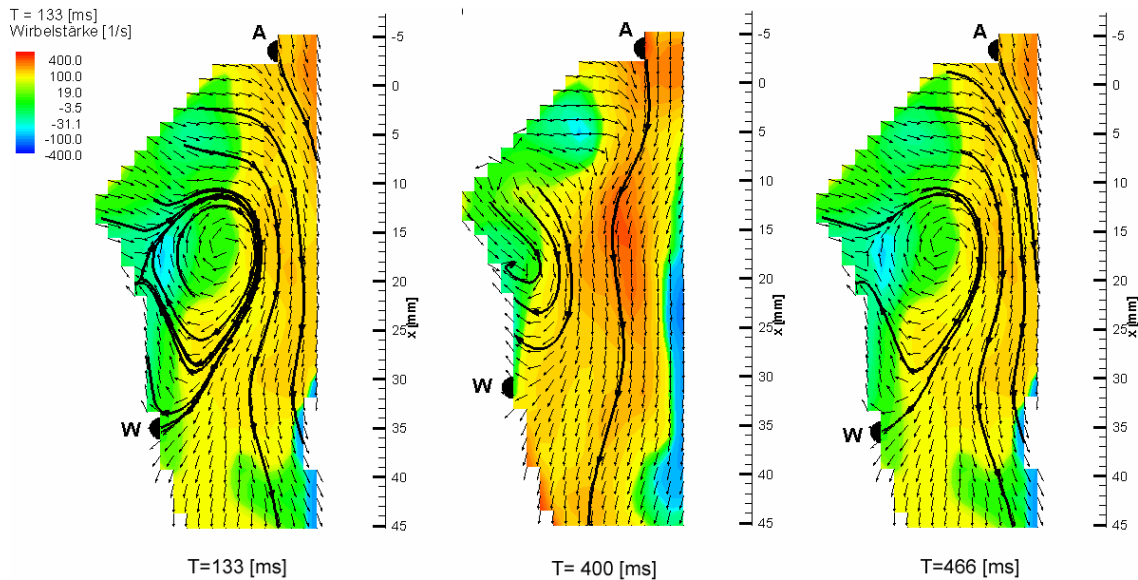 T = 133 [ms]
Wirbelstärke [1/s]
400.0
100.0
19.0
-3.5
-31.1
-100.0
-400.0
A
W
-5
0
5
10
15
20
25
30
35
40
45
x [mm]
T=133 [ms]
A
W
-5
0
5
10
15
20
25
30
35
40
45
x [mm]
T= 400 [ms]
A
W
-5
0
5
10
15
20
25
30
35
40
45
x [mm]
T=466 [ms]